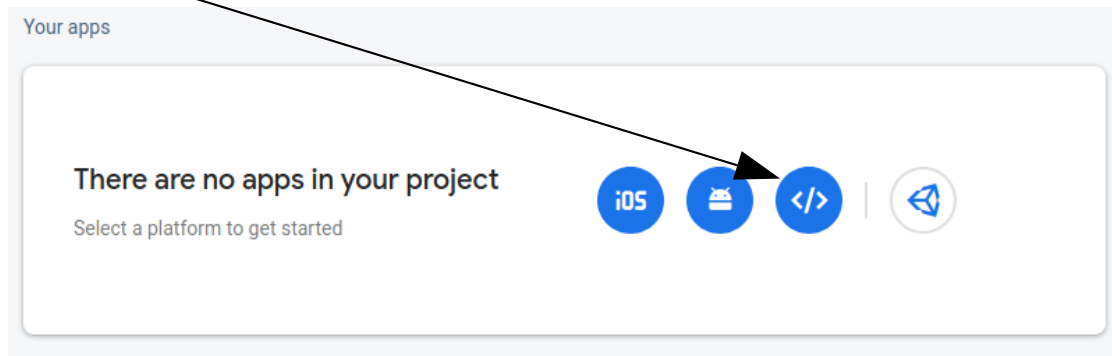 Your apps
There are no apps in your project
iOS </>
Select a platform to get started